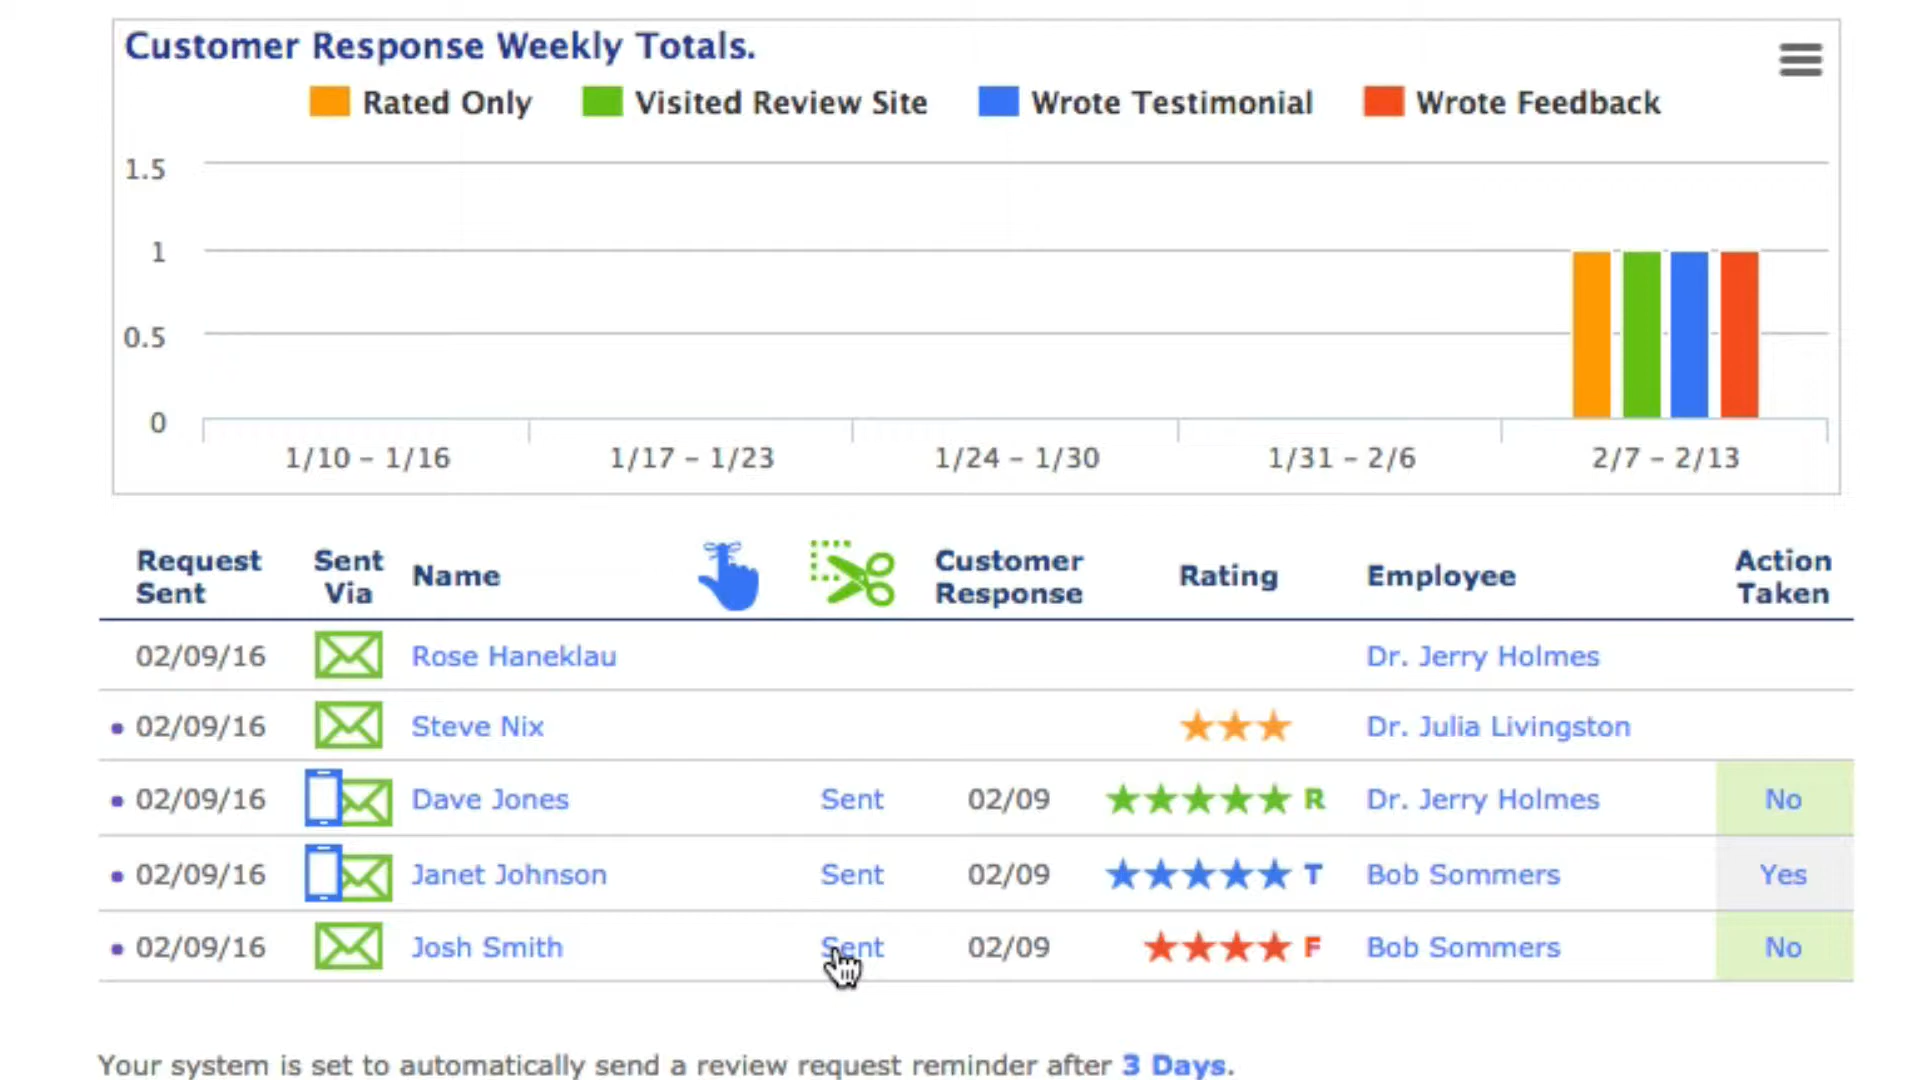 Customer Response Weekly Totals.
Rated Only Visited Review Site Wrote Testimonial Wrote Feedback
1.5
1
0.5
0
1/10 - 1/16 1/17 - 1/23 1/24 - 1/30 1/31 - 2/6 2/7 - 2/13
Request Sent Sent Via Name Customer Response Rating Employee Action Taken
02/09/16 Rose Haneklau Dr. Jerry Holmes
02/09/16 Steve Nix Dr. Julia Livingston
02/09/16 Dave Jones Sent 02/09 R Dr. Jerry Holmes No
02/09/16 Janet Johnson Sent 02/09 T Bob Sommers Yes
02/09/16 Josh Smith Sent 02/09 F Bob Sommers No
Your system is set to automatically send a review request reminder after 3 Days.